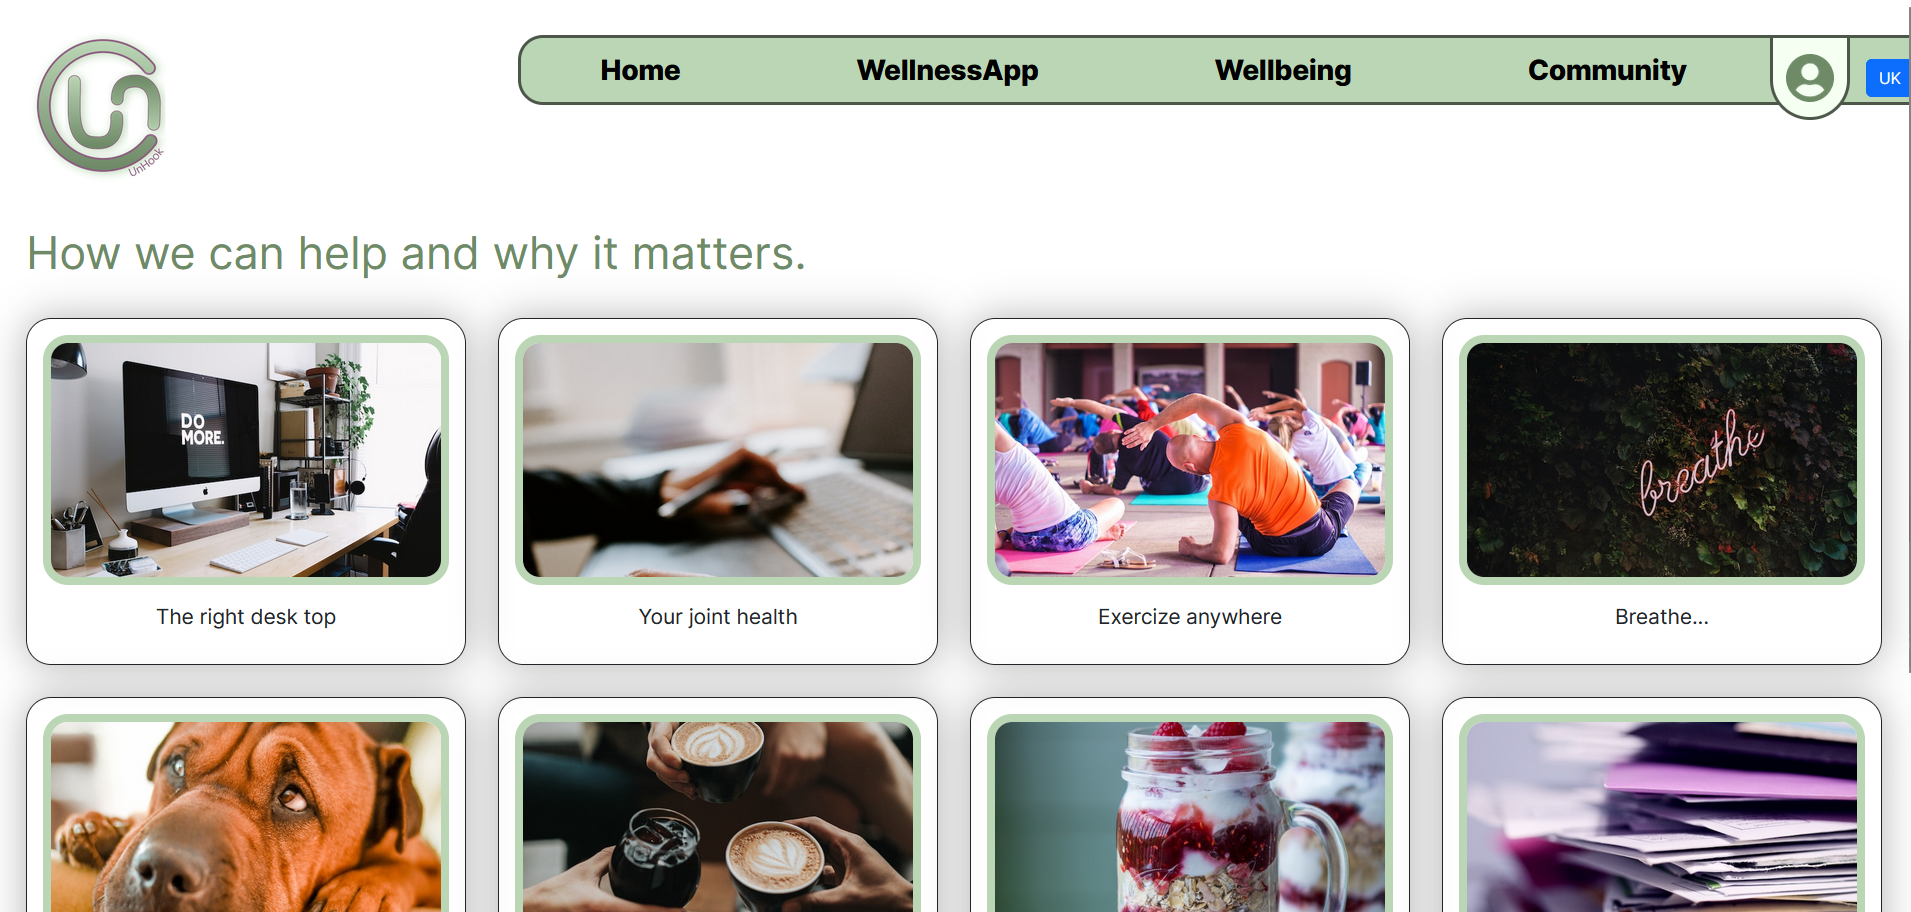 UnHook
Home WellnessApp Wellbeing Community UK
How we can help and why it matters.
DO
MORE.
breathe
The right desk top
Your joint health
Exercize anywhere
Breathe...